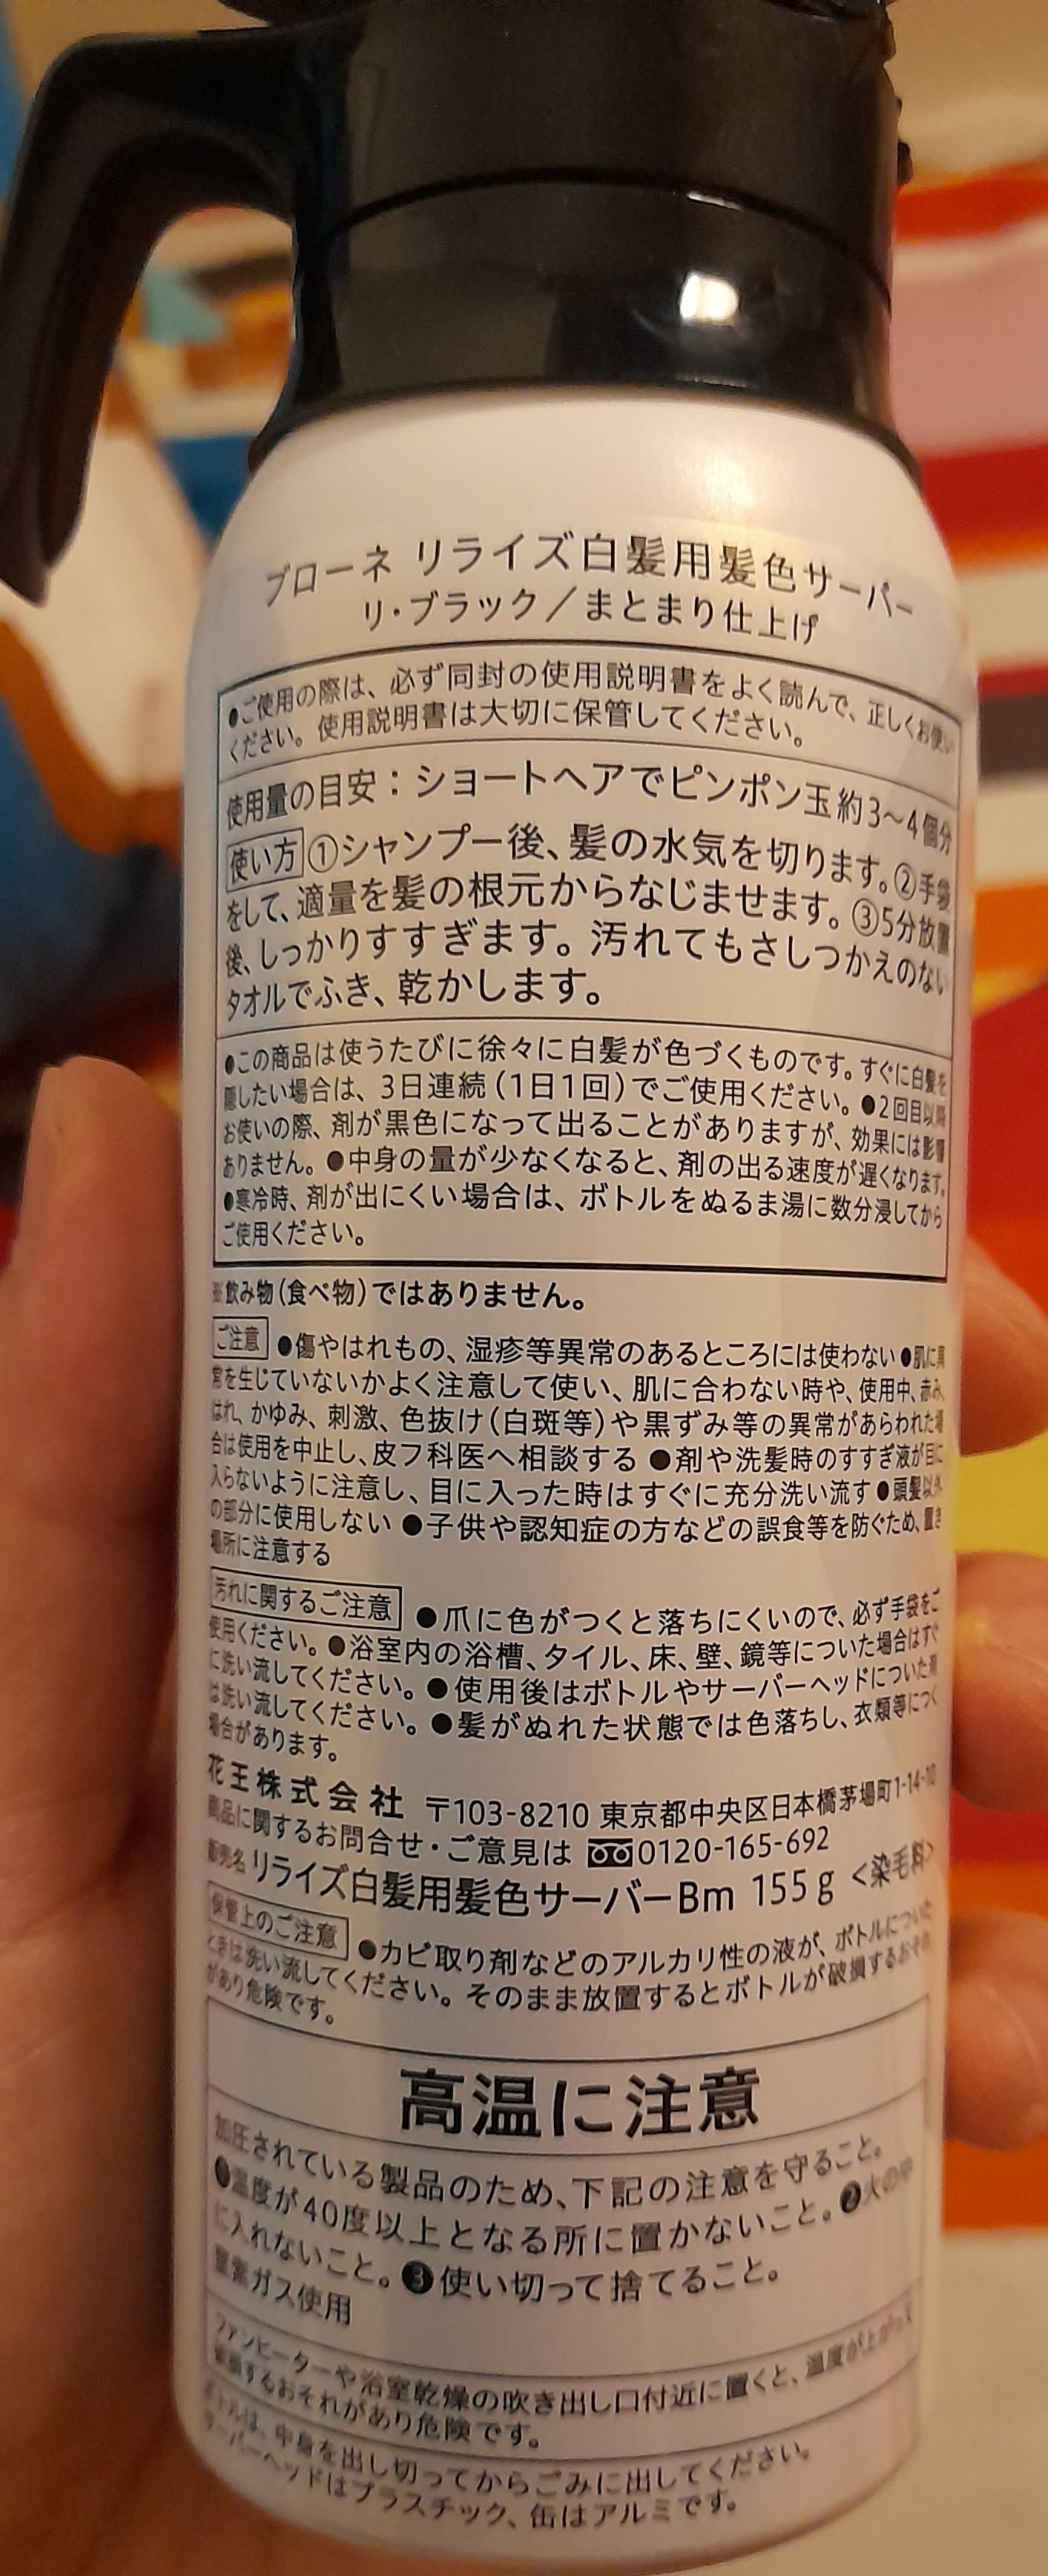 ブローネ リライズ白髪用髪色サーバー
リ・ブラック／まとまり仕上げ
●ご使用の際は、必ず同封の使用説明書をよく読んで、正しくお使い
ください。使用説明書は大切に保管してください。
使用量の目安：ショートヘアでピンポン玉約3～4個分
使い方 ①シャンプー後、髪の水気を切ります。②手袋
をして、適量を髪の根元からなじませます。③5分放置
後、しっかりすすぎます。汚れてもさしつかえのない
タオルでふき、乾かします。
●この商品は使うたびに徐々に白髪が色づくものです。すぐに白髪を
隠したい場合は、3日連続（1日1回）でご使用ください。●2回目以降
お使いの際、剤が黒色になって出ることがありますが、効果には影響
ありません。●中身の量が少なくなると、剤の出る速度が遅くなります。
●寒冷時、剤が出にくい場合は、ボトルをぬるま湯に数分浸してから
ご使用ください。
※飲み物（食べ物）ではありません。
ご注意 ●傷やはれもの、湿疹等異常のあるところには使わない●肌に異
常を生じていないかよく注意して使い、肌に合わない時や、使用中、赤み、
はれ、かゆみ、刺激、色抜け（白斑等）や黒ずみ等の異常があらわれた場
合は使用を中止し、皮フ科医へ相談する ●剤や洗髪時のすすぎ液が目に
入らないように注意し、目に入った時はすぐに充分洗い流す●頭髪以外
の部分に使用しない●子供や認知症の方などの誤食等を防ぐため、置き
場所に注意する
汚れに関するご注意 ●爪に色がつくと落ちにくいので、必ず手袋をご
使用ください。●浴室内の浴槽、タイル、床、壁、鏡等についた場合はすぐ
に洗い流してください。●使用後はボトルやサーバーヘッドについた剤
は洗い流してください。●髪がぬれた状態では色落ちし、衣類等につく
場合があります。
花王株式会社 〒103-8210 東京都中央区日本橋茅場町1-14-10
商品に関するお問合せ・ご意見は 0120-165-692
販売名 リライズ白髪用髪色サーバーBm 155g ＜染毛料＞
保管上のご注意 ●カビ取り剤などのアルカリ性の液が、ボトルについた
ときは洗い流してください。そのまま放置するとボトルが破損するおそれ
があり危険です。
高温に注意
加圧されている製品のため、下記の注意を守ること。
❶温度が40度以上となる所に置かないこと。❷火の中
に入れないこと。❸使い切って捨てること。
窒素ガス使用
ファンヒーターや浴室乾燥の吹き出し口付近に置くと、温度が上がって
破損するおそれがあり危険です。
ボトルは、中身を出し切ってからごみに出してください。
サーバーヘッドはプラスチック、缶はアルミです。